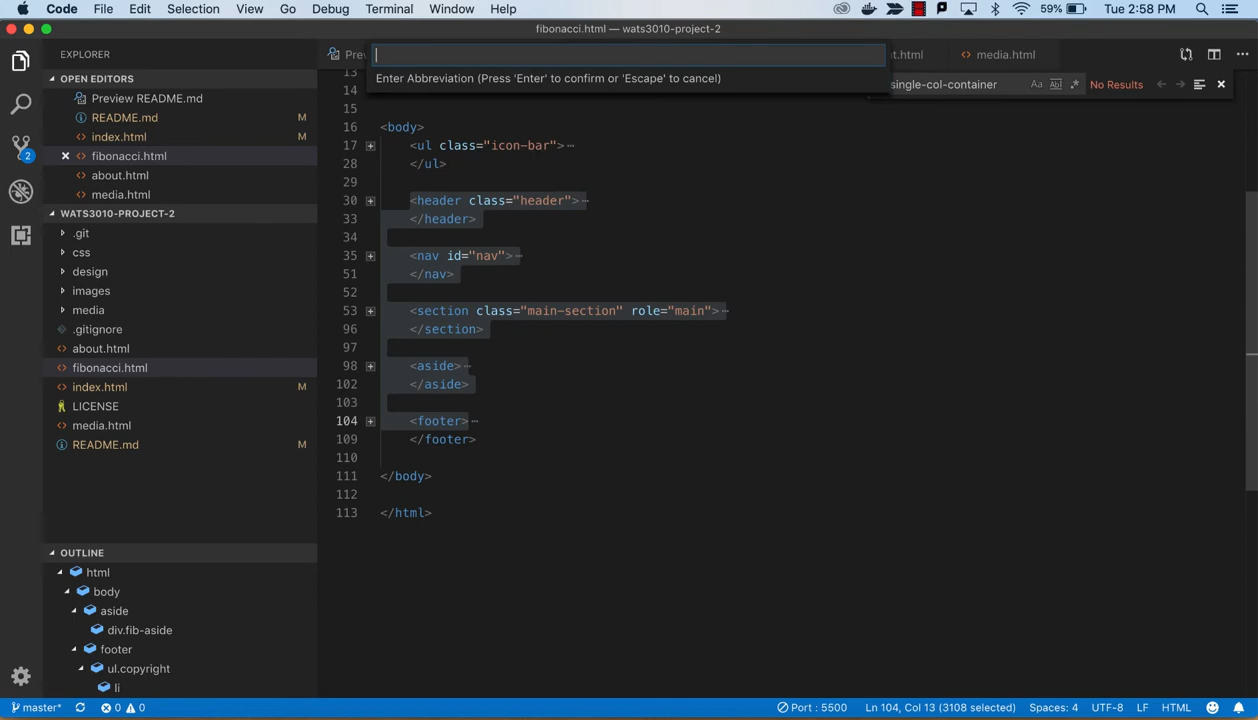 Code File Edit Selection View Go Debug Terminal Window Help 59% Tue 2:58 PM
fibonacci.html — wats3010-project-2
EXPLORER
OPEN EDITORS
Preview README.md
README.md M
index.html M
fibonacci.html
about.html
media.html
WATS3010-PROJECT-2
.git
css
design
images
media
.gitignore
about.html
fibonacci.html
index.html M
LICENSE
media.html
README.md M
OUTLINE
html
body
aside
div.fib-aside
footer
ul.copyright
li
media.html
Enter Abbreviation (Press 'Enter' to confirm or 'Escape' to cancel)
single-col-container Aa Abl .* No Results
13
14
15
16 <body>
17 <ul class="icon-bar">
28 </ul>
29
30 <header class="header">
33 </header>
34
35 <nav id="nav">
51 </nav>
52
53 <section class="main-section" role="main">
96 </section>
97
98 <aside>
102 </aside>
103
104 <footer>
109 </footer>
110
111 </body>
112
113 </html>
master* 0 0 Port : 5500 Ln 104, Col 13 (3108 selected) Spaces: 4 UTF-8 LF HTML